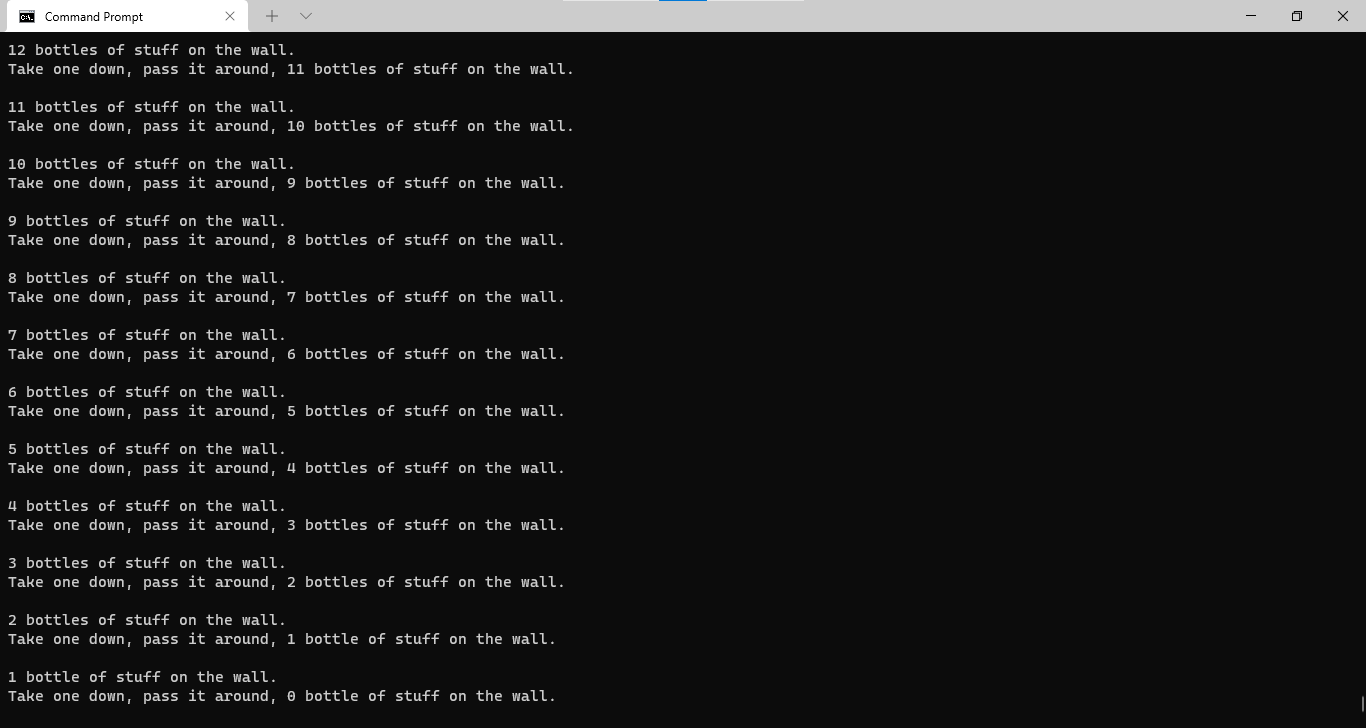 Command Prompt
12 bottles of stuff on the wall.
Take one down, pass it around, 11 bottles of stuff on the wall.
11 bottles of stuff on the wall.
Take one down, pass it around, 10 bottles of stuff on the wall.
10 bottles of stuff on the wall.
Take one down, pass it around, 9 bottles of stuff on the wall.
9 bottles of stuff on the wall.
Take one down, pass it around, 8 bottles of stuff on the wall.
8 bottles of stuff on the wall.
Take one down, pass it around, 7 bottles of stuff on the wall.
7 bottles of stuff on the wall.
Take one down, pass it around, 6 bottles of stuff on the wall.
6 bottles of stuff on the wall.
Take one down, pass it around, 5 bottles of stuff on the wall.
5 bottles of stuff on the wall.
Take one down, pass it around, 4 bottles of stuff on the wall.
4 bottles of stuff on the wall.
Take one down, pass it around, 3 bottles of stuff on the wall.
3 bottles of stuff on the wall.
Take one down, pass it around, 2 bottles of stuff on the wall.
2 bottles of stuff on the wall.
Take one down, pass it around, 1 bottle of stuff on the wall.
1 bottle of stuff on the wall.
Take one down, pass it around, 0 bottle of stuff on the wall.